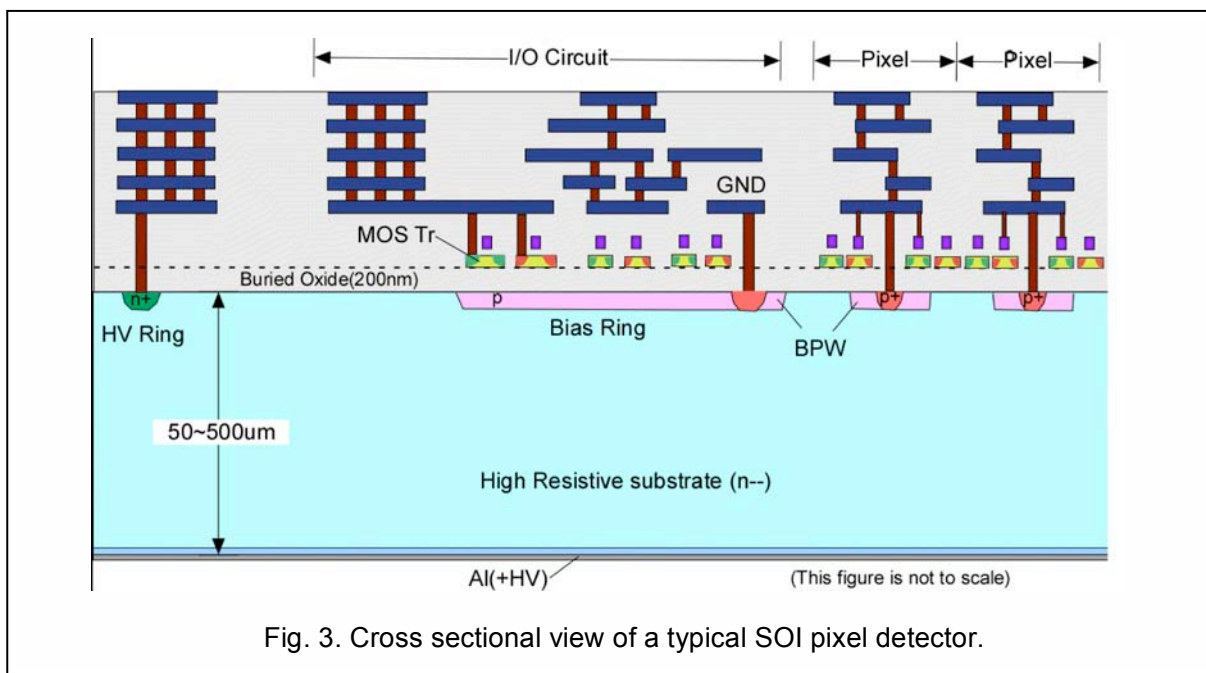 I/O Circuit
Pixel
Pixel
GND
MOS Tr
Buried Oxide(200nm)
n+
p
p+
p+
HV Ring
Bias Ring
BPW
50~500um
High Resistive substrate (n--)
Al(+HV)
(This figure is not to scale)
Fig. 3. Cross sectional view of a typical SOI pixel detector.